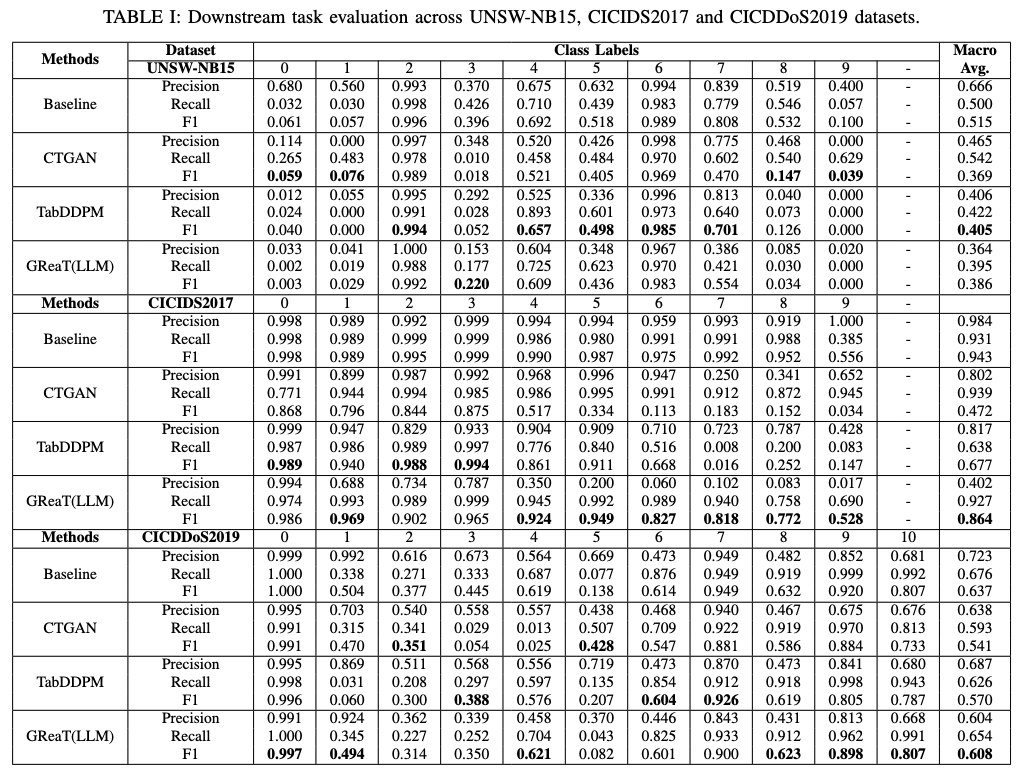 TABLE I: Downstream task evaluation across UNSW-NB15, CICIDS2017 and CICDDoS2019 datasets.
Methods Dataset Class Labels Macro
UNSW-NB15 0 1 2 3 4 5 6 7 8 9 - Avg.
Precision 0.680 0.560 0.993 0.370 0.675 0.632 0.994 0.839 0.519 0.400 - 0.666
Baseline Recall 0.032 0.030 0.998 0.426 0.710 0.439 0.983 0.779 0.546 0.057 - 0.500
F1 0.061 0.057 0.996 0.396 0.692 0.518 0.989 0.808 0.532 0.100 - 0.515
Precision 0.114 0.000 0.997 0.348 0.520 0.426 0.998 0.775 0.468 0.000 - 0.465
CTGAN Recall 0.265 0.483 0.978 0.010 0.458 0.484 0.970 0.602 0.540 0.629 - 0.542
F1 0.059 0.076 0.989 0.018 0.521 0.405 0.969 0.470 0.147 0.039 - 0.369
Precision 0.012 0.055 0.995 0.292 0.525 0.336 0.996 0.813 0.040 0.000 - 0.406
TabDDPM Recall 0.024 0.000 0.991 0.028 0.893 0.601 0.973 0.640 0.073 0.000 - 0.422
F1 0.040 0.000 0.994 0.052 0.657 0.498 0.985 0.701 0.126 0.000 - 0.405
Precision 0.033 0.041 1.000 0.153 0.604 0.348 0.967 0.386 0.085 0.020 - 0.364
GReaT(LLM) Recall 0.002 0.019 0.988 0.177 0.725 0.623 0.970 0.421 0.030 0.000 - 0.395
F1 0.003 0.029 0.992 0.220 0.609 0.436 0.983 0.554 0.034 0.000 - 0.386
Methods CICIDS2017 0 1 2 3 4 5 6 7 8 9 -
Precision 0.998 0.989 0.992 0.999 0.994 0.994 0.959 0.993 0.919 1.000 - 0.984
Baseline Recall 0.998 0.989 0.999 0.999 0.986 0.980 0.991 0.991 0.988 0.385 - 0.931
F1 0.998 0.989 0.995 0.999 0.990 0.987 0.975 0.992 0.952 0.556 - 0.943
Precision 0.991 0.899 0.987 0.992 0.968 0.996 0.947 0.250 0.341 0.652 - 0.802
CTGAN Recall 0.771 0.944 0.994 0.985 0.986 0.995 0.991 0.912 0.872 0.945 - 0.939
F1 0.868 0.796 0.844 0.875 0.517 0.334 0.113 0.183 0.152 0.034 - 0.472
Precision 0.999 0.947 0.829 0.933 0.904 0.909 0.710 0.723 0.787 0.428 - 0.817
TabDDPM Recall 0.987 0.986 0.989 0.997 0.776 0.840 0.516 0.008 0.200 0.083 - 0.638
F1 0.989 0.940 0.988 0.994 0.861 0.911 0.668 0.016 0.252 0.147 - 0.677
Precision 0.994 0.688 0.734 0.787 0.350 0.200 0.060 0.102 0.083 0.017 - 0.402
GReaT(LLM) Recall 0.974 0.993 0.989 0.999 0.945 0.992 0.989 0.940 0.758 0.690 - 0.927
F1 0.986 0.969 0.902 0.965 0.924 0.949 0.827 0.818 0.772 0.528 - 0.864
Methods CICDDoS2019 0 1 2 3 4 5 6 7 8 9 10
Precision 0.999 0.992 0.616 0.673 0.564 0.669 0.473 0.949 0.482 0.852 0.681 0.723
Baseline Recall 1.000 0.338 0.271 0.333 0.687 0.077 0.876 0.949 0.919 0.999 0.992 0.676
F1 1.000 0.504 0.377 0.445 0.619 0.138 0.614 0.949 0.632 0.920 0.807 0.637
Precision 0.995 0.703 0.540 0.558 0.557 0.438 0.468 0.940 0.467 0.675 0.676 0.638
CTGAN Recall 0.991 0.315 0.341 0.029 0.013 0.507 0.709 0.922 0.919 0.970 0.813 0.593
F1 0.991 0.470 0.351 0.054 0.025 0.428 0.547 0.881 0.586 0.884 0.733 0.541
Precision 0.995 0.869 0.511 0.568 0.556 0.719 0.473 0.870 0.473 0.841 0.680 0.687
TabDDPM Recall 0.998 0.031 0.208 0.297 0.597 0.135 0.854 0.912 0.918 0.998 0.943 0.626
F1 0.996 0.060 0.300 0.388 0.576 0.207 0.604 0.926 0.619 0.805 0.787 0.570
Precision 0.991 0.924 0.362 0.339 0.458 0.370 0.446 0.843 0.431 0.813 0.668 0.604
GReaT(LLM) Recall 1.000 0.345 0.227 0.252 0.704 0.043 0.825 0.933 0.912 0.962 0.991 0.654
F1 0.997 0.494 0.314 0.350 0.621 0.082 0.601 0.900 0.623 0.898 0.807 0.608